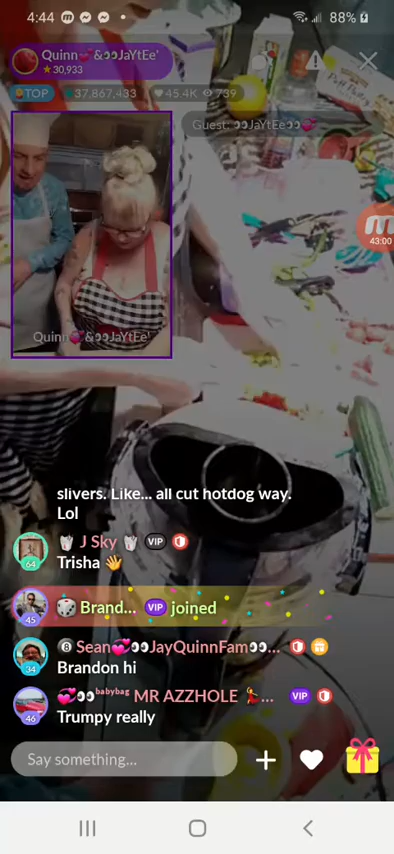 4:44
88%
Quinn💞&👀JaYtEe'
★30,933
TOP
37,867,433
45.4K
739
Guest: 👀JaYtEe👀💞
43:00
Quinn💞&👀JaYtEe'
slivers. Like... all cut hotdog way.
Lol
J Sky
VIP
64
Trisha 👋
Brand...
VIP
joined
45
Sean💞👀JayQuinnFam👀...
34
Brandon hi
💞👀ᵇᵃᵇʸᵇᵃᵍ MR AZZHOLE 💃...
VIP
46
Trumpy really
Say something...